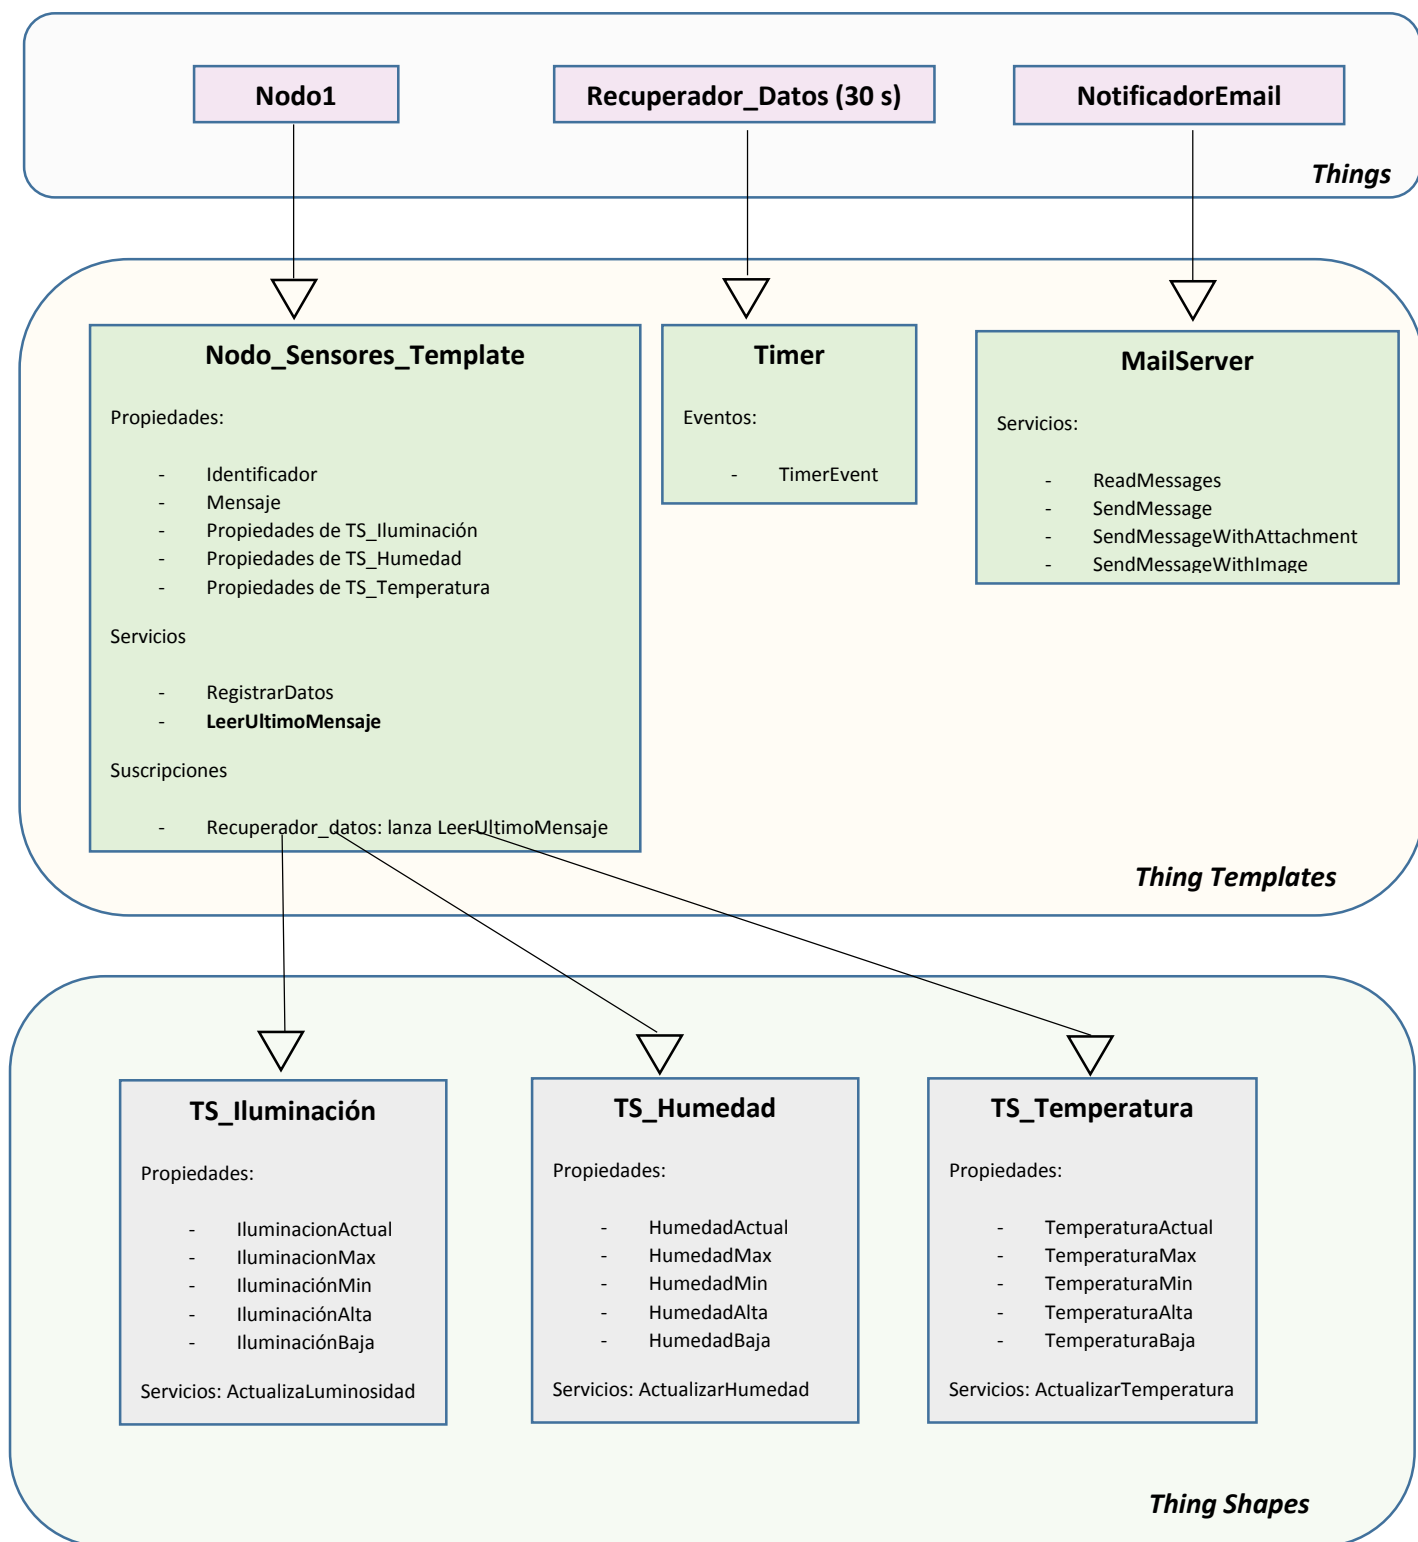 Nodo1
Recuperador_Datos (30 s)
NotificadorEmail
Things
Nodo_Sensores_Template
Propiedades:
- Identificador
- Mensaje
- Propiedades de TS_Iluminación
- Propiedades de TS_Humedad
- Propiedades de TS_Temperatura
Servicios
- RegistrarDatos
- LeerUltimoMensaje
Suscripciones
- Recuperador_datos: lanza LeerUltimoMensaje
Timer
Eventos:
- TimerEvent
MailServer
Servicios:
- ReadMessages
- SendMessage
- SendMessageWithAttachment
- SendMessageWithImage
Thing Templates
TS_Iluminación
Propiedades:
- IluminacionActual
- IluminacionMax
- IluminaciónMin
- IluminaciónAlta
- IluminaciónBaja
Servicios: ActualizaLuminosidad
TS_Humedad
Propiedades:
- HumedadActual
- HumedadMax
- HumedadMin
- HumedadAlta
- HumedadBaja
Servicios: ActualizarHumedad
TS_Temperatura
Propiedades:
- TemperaturaActual
- TemperaturaMax
- TemperaturaMin
- TemperaturaAlta
- TemperaturaBaja
Servicios: ActualizarTemperatura
Thing Shapes